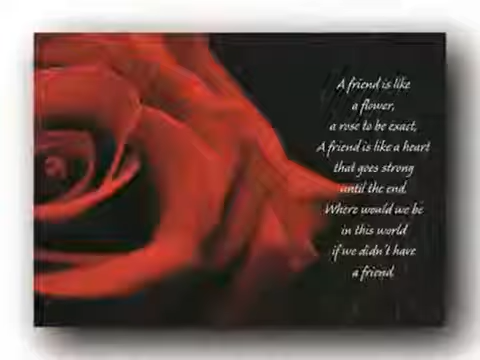 A friend is like
a flower,
a rose to be exact,
A friend is like a heart
that goes strong
until the end.
Where would we be
in this world
if we didn't have
a friend.